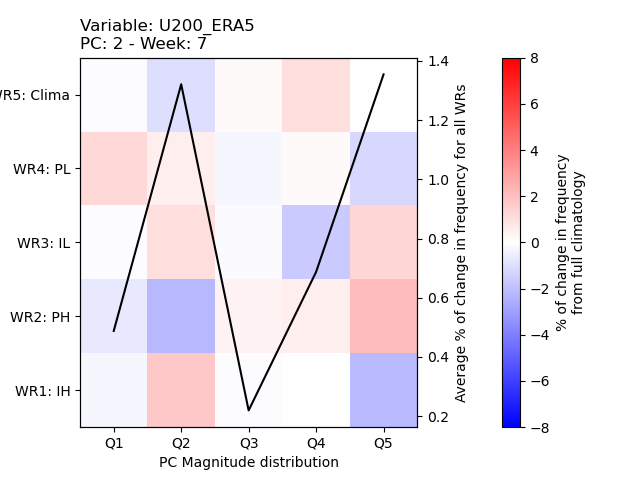 Variable: U200_ERA5
PC: 2 - Week: 7
R5: Clima
WR4: PL
WR3: IL
WR2: PH
WR1: IH
Q1 Q2 Q3 Q4 Q5
PC Magnitude distribution
1.4
1.2
1.0
0.8
0.6
0.4
0.2
Average % of change in frequency for all WRs
8
6
4
2
0
−2
−4
−6
−8
% of change in frequency
from full climatology